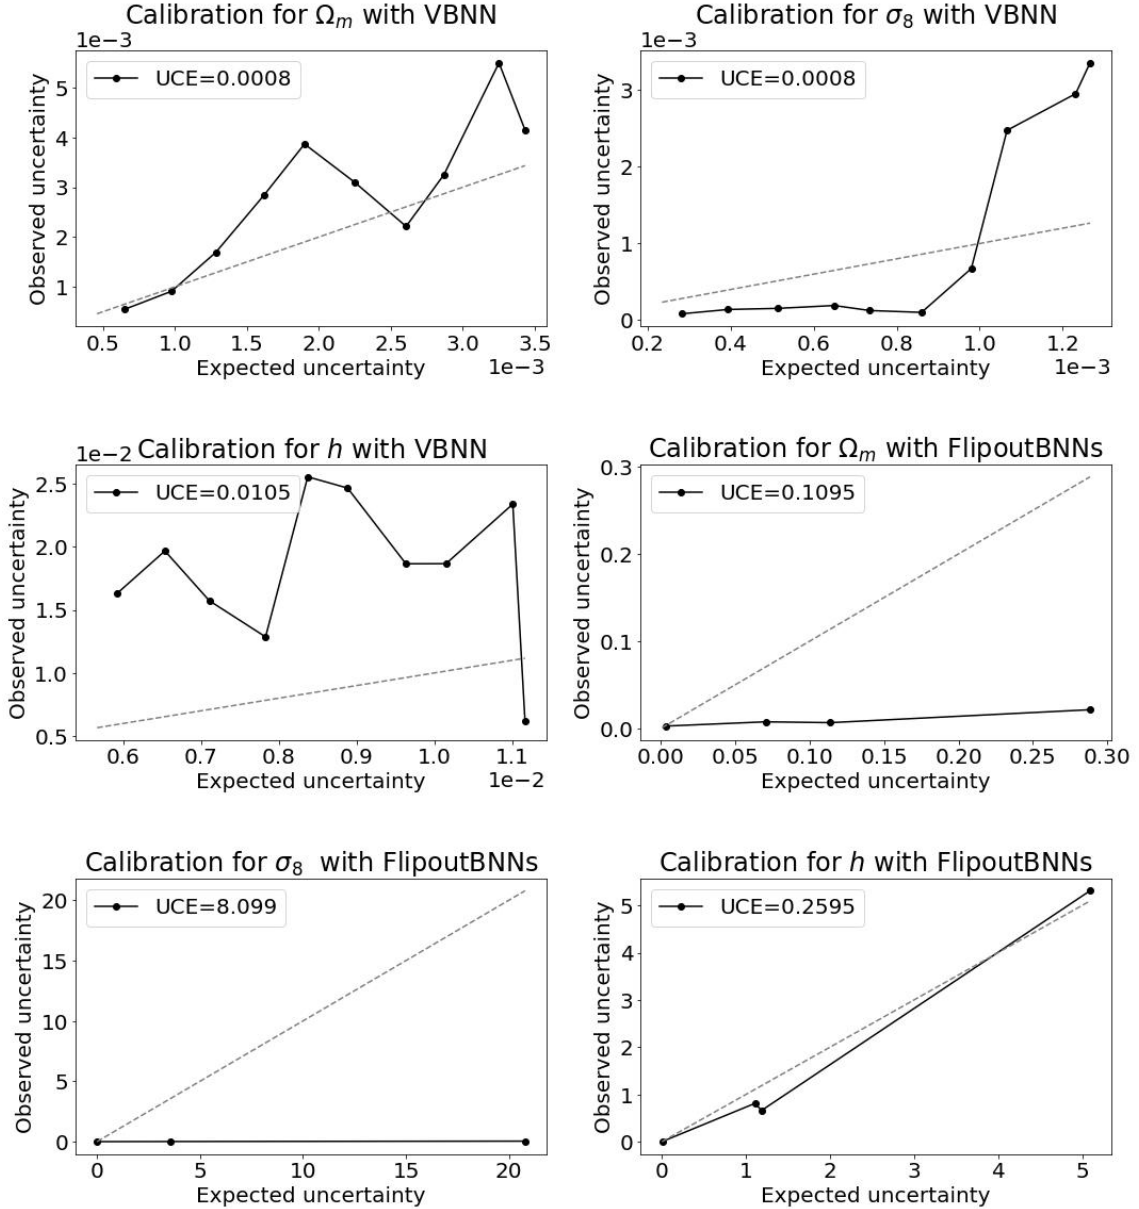 Calibration for Ωm with VBNN
1e−3
UCE=0.0008
Observed uncertainty
5
4
3
2
1
0.5 1.0 1.5 2.0 2.5 3.0 3.5
Expected uncertainty
1e−3
Calibration for σ8 with VBNN
1e−3
UCE=0.0008
Observed uncertainty
3
2
1
0
0.2 0.4 0.6 0.8 1.0 1.2
Expected uncertainty
1e−3
Calibration for h with VBNN
1e−2
UCE=0.0105
Observed uncertainty
2.5
2.0
1.5
1.0
0.5
0.6 0.7 0.8 0.9 1.0 1.1
Expected uncertainty
1e−2
Calibration for Ωm with FlipoutBNNs
UCE=0.1095
Observed uncertainty
0.3
0.2
0.1
0.0
0.00 0.05 0.10 0.15 0.20 0.25 0.30
Expected uncertainty
Calibration for σ8 with FlipoutBNNs
UCE=8.099
Observed uncertainty
20
15
10
5
0
0 5 10 15 20
Expected uncertainty
Calibration for h with FlipoutBNNs
UCE=0.2595
Observed uncertainty
5
4
3
2
1
0
0 1 2 3 4 5
Expected uncertainty